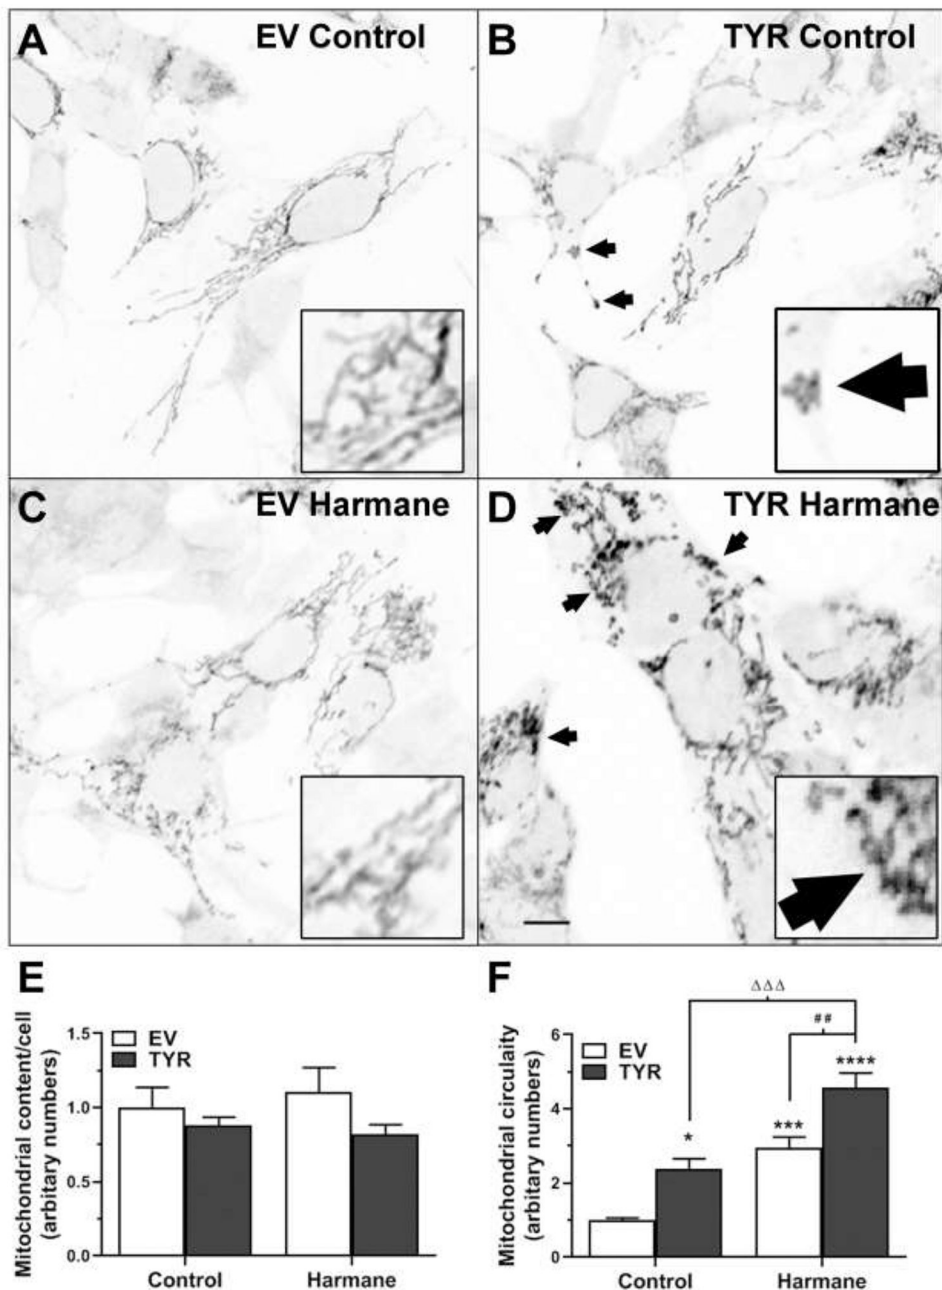 A EV Control
B TYR Control
C EV Harmane
D TYR Harmane
E
Mitochondrial content/cell
(arbitary numbers)
1.5
1.0
0.5
0.0
EV
TYR
Control Harmane
F
Mitochondrial circulaity
(arbitary numbers)
6
4
2
0
EV
TYR
ΔΔΔ
##
*
***
****
Control Harmane